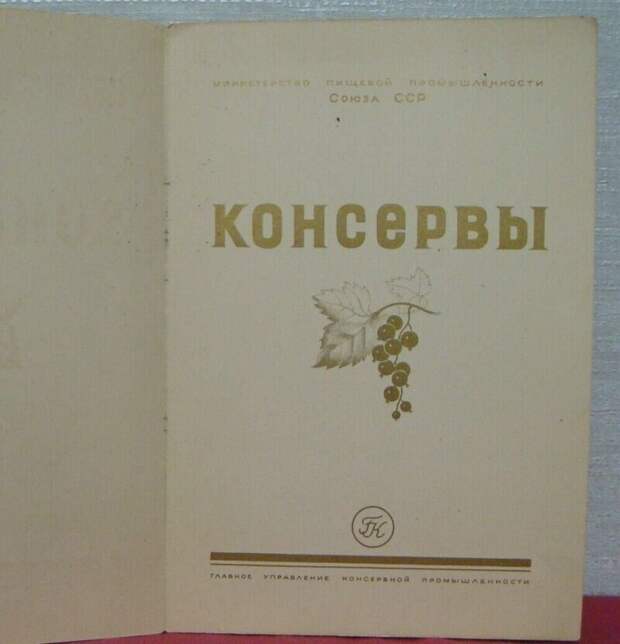 МИНИСТЕРСТВО ПИЩЕВОЙ ПРОМЫШЛЕННОСТИ
СОЮЗА ССР
КОНСеРВЫ
ГК
ГЛАВНОЕ УПРАВЛЕНИЕ КОНСЕРВНОЙ ПРОМЫШЛЕННОСТИ